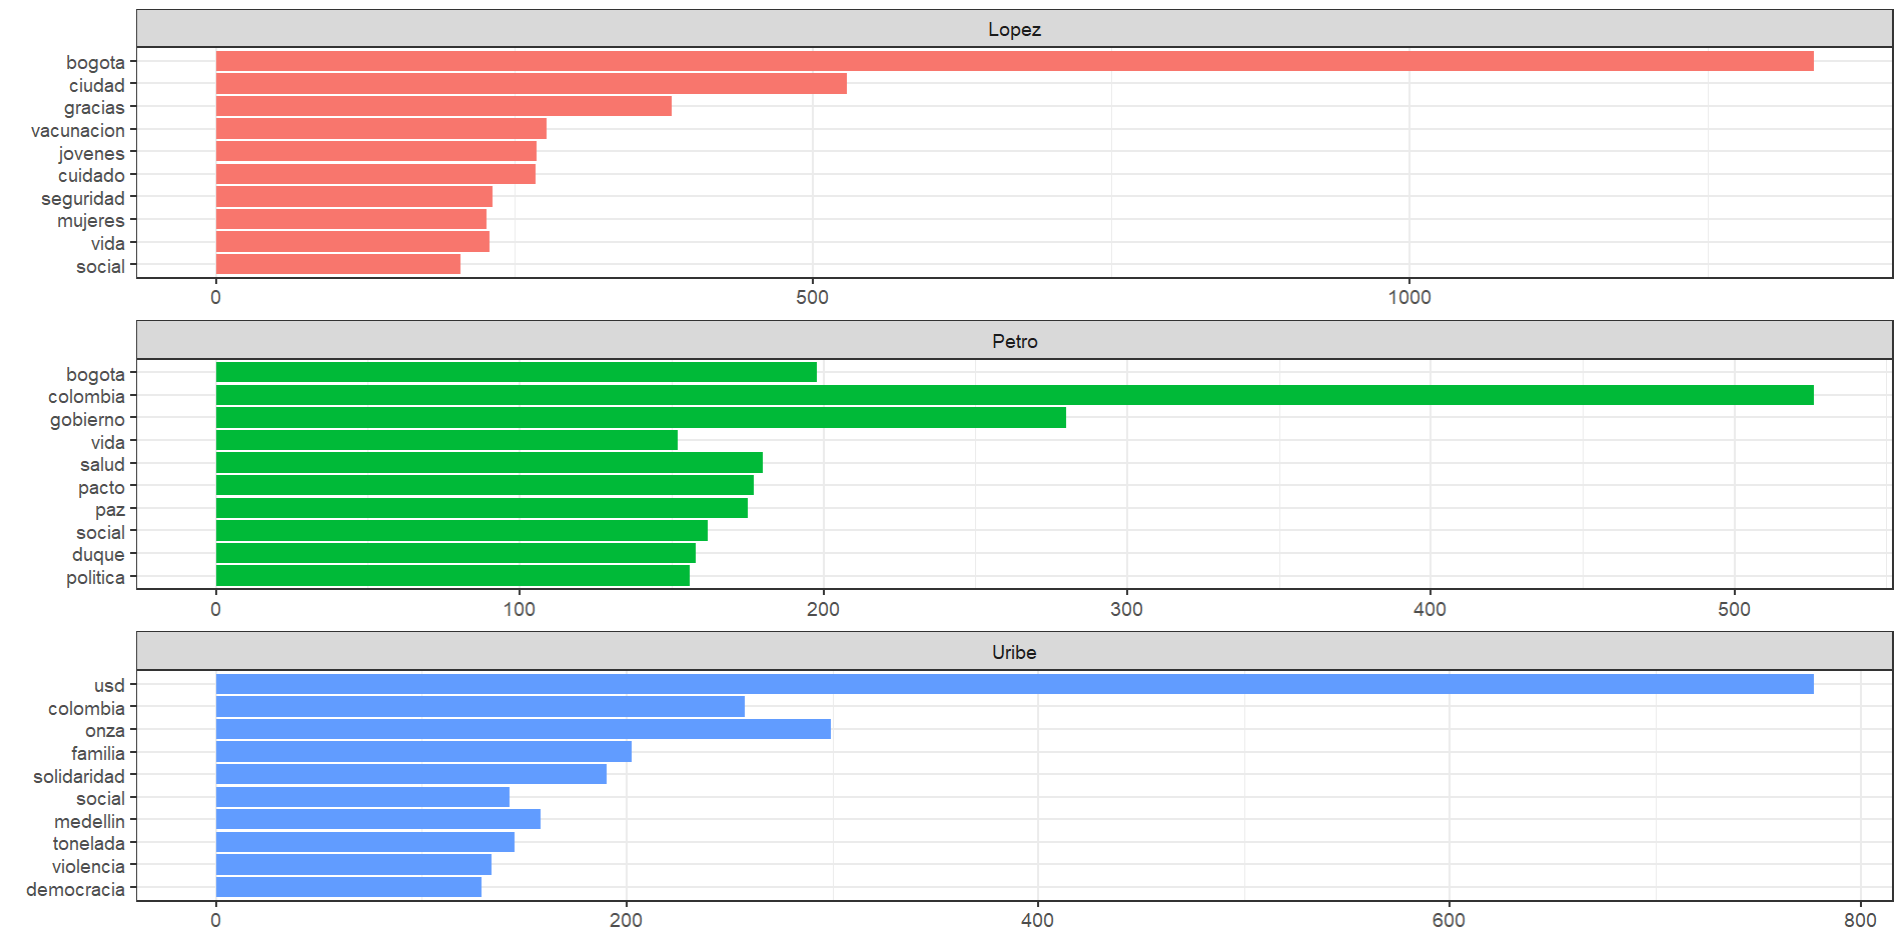 Lopez
bogota
ciudad
gracias
vacunacion
jovenes
cuidado
seguridad
mujeres
vida
social
0 500 1000
Petro
bogota
colombia
gobierno
vida
salud
pacto
paz
social
duque
politica
0 100 200 300 400 500
Uribe
usd
colombia
onza
familia
solidaridad
social
medellin
tonelada
violencia
democracia
0 200 400 600 800